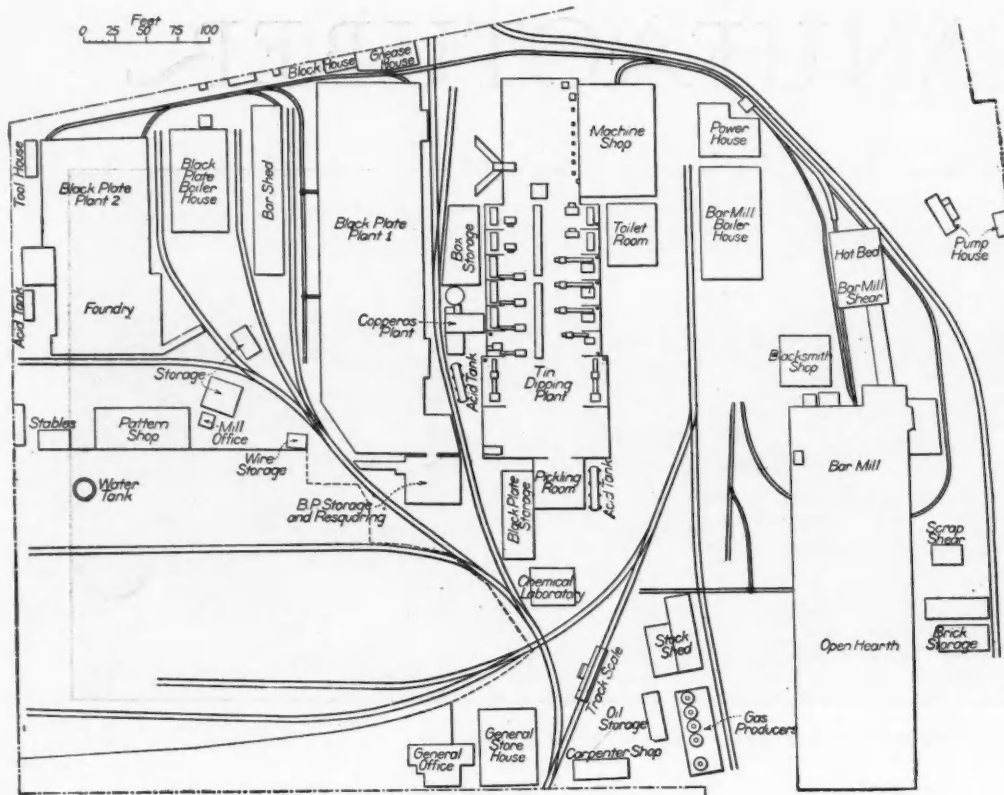 Feet
0 25 50 75 100
Block House
Grease
House
Tool House
Black Plate
Plant 2
Black
Plate
Boiler
House
Bar Shed
Black Plate
Plant 1
Machine
Shop
Power
House
Box
Storage
Toilet
Room
Bar Mill
Boiler
House
Hot Bed
Bar Mill
Shear
Pump
House
Acid Tank
Foundry
Copperas
Plant
Acid Tank
Tin
Dipping
Plant
Blacksmith
Shop
Storage
Stables
Pattern
Shop
Mill
Office
Wire
Storage
Water
Tank
B.P. Storage
and Resquaring
Black Plate
Storage
Pickling
Room
Acid Tank
Bar Mill
Scrap
Shear
Chemical
Laboratory
Stock
Shed
Open Hearth
Brick
Storage
Track Scale
Oil
Storage
Gas
Producers
General
Office
General
Store
House
Carpenter Shop